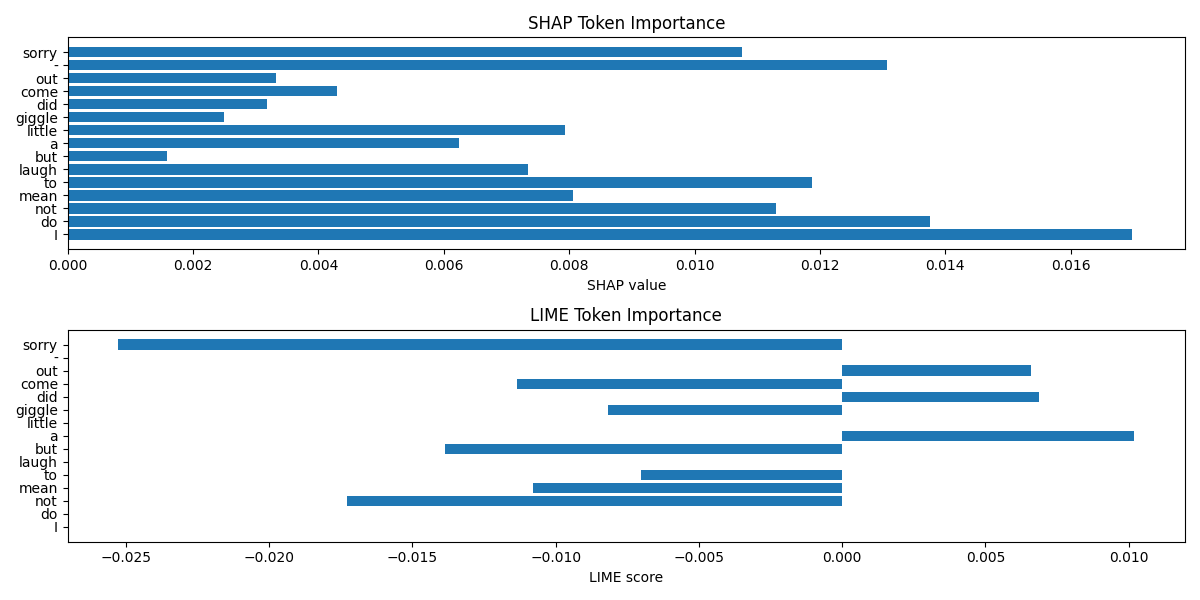 SHAP Token Importance
sorry
-
out
come
did
giggle
little
a
but
laugh
to
mean
not
do
I
0.000 0.002 0.004 0.006 0.008 0.010 0.012 0.014 0.016
SHAP value
LIME Token Importance
sorry
-
out
come
did
giggle
little
a
but
laugh
to
mean
not
do
I
−0.025 −0.020 −0.015 −0.010 −0.005 0.000 0.005 0.010
LIME score